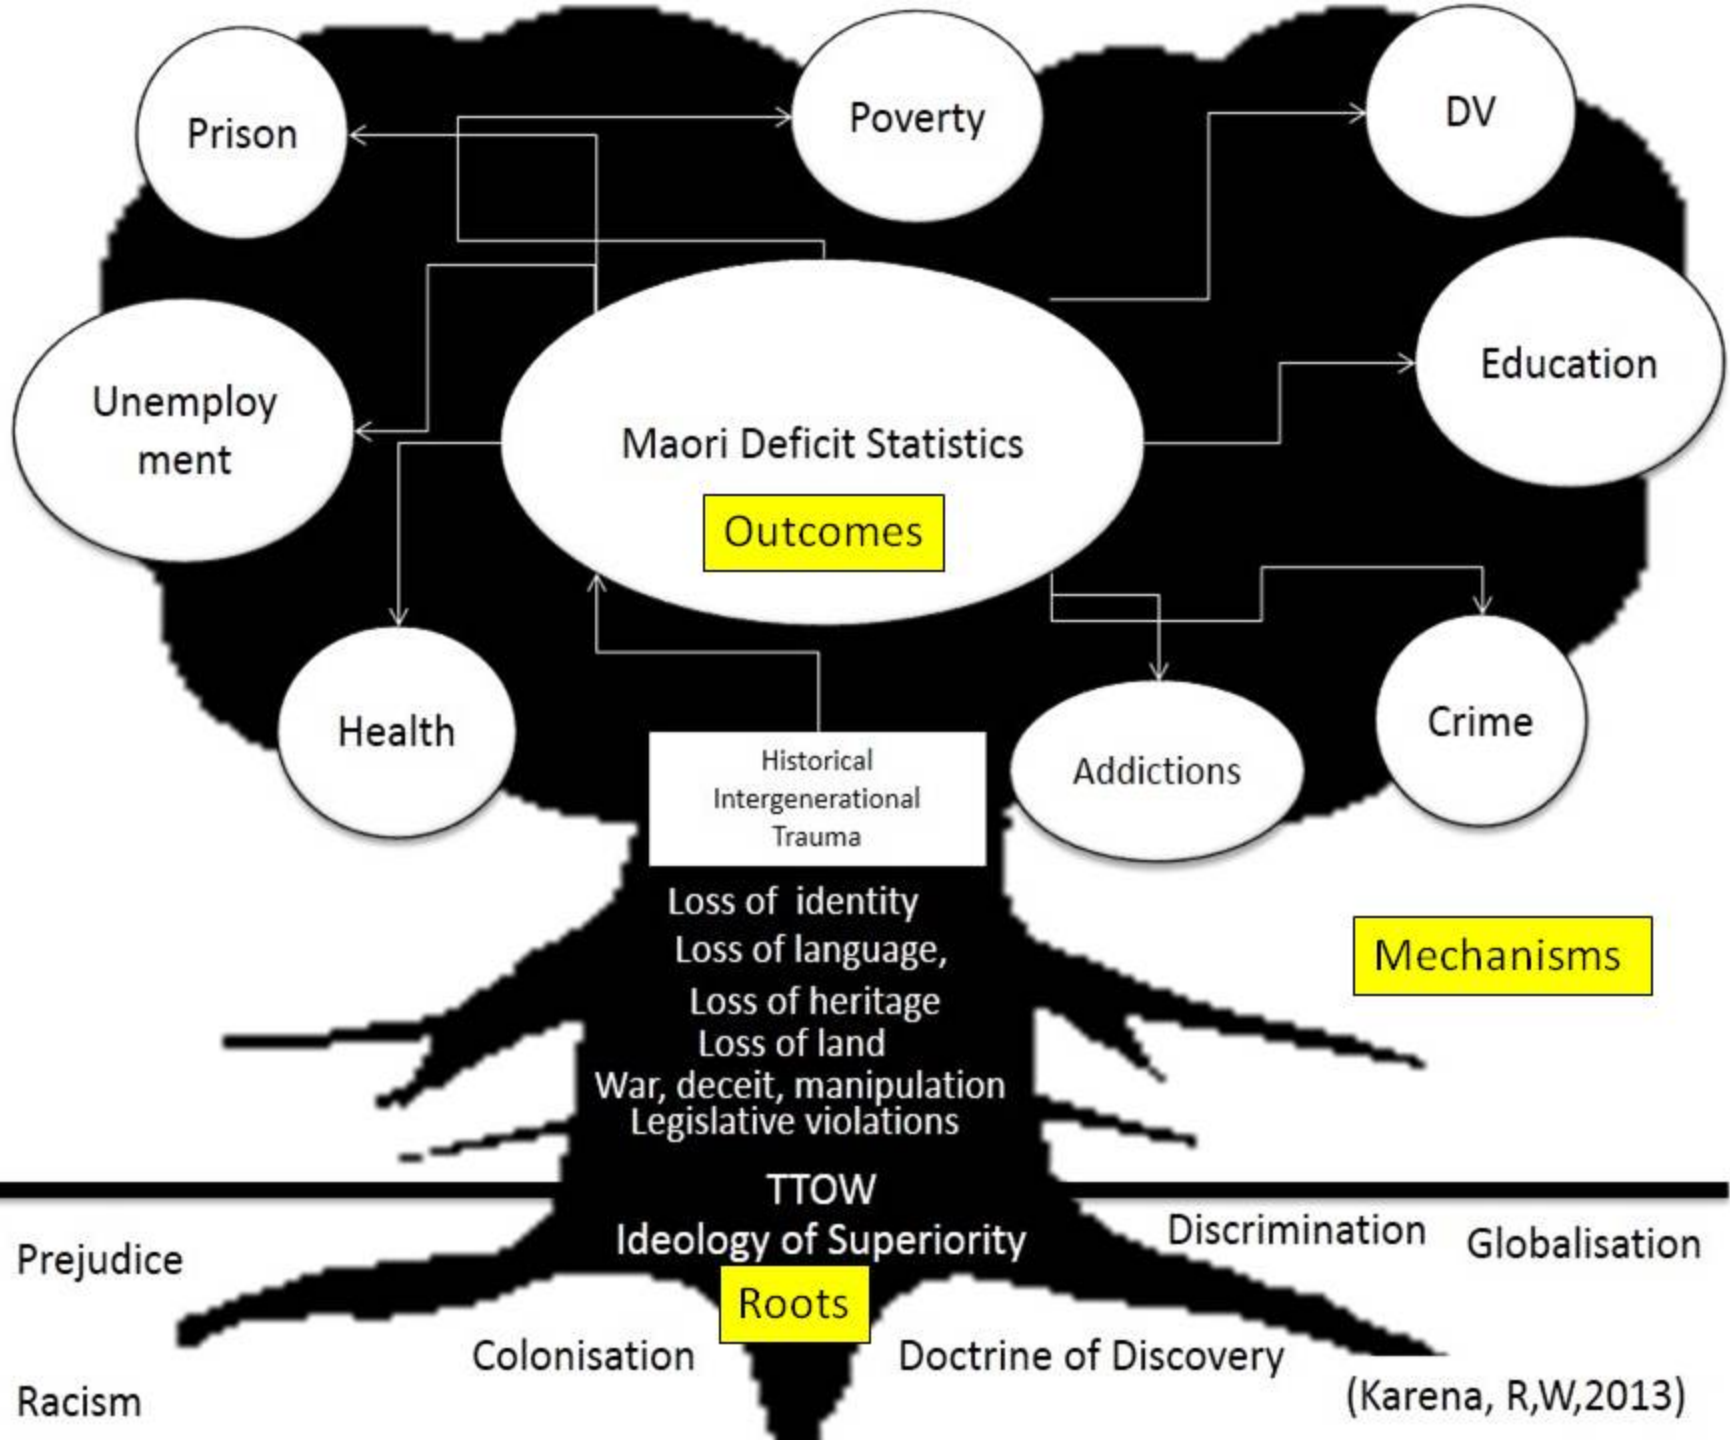 Prison
Poverty
DV
Unemploy
ment
Education
Maori Deficit Statistics
Outcomes
Health
Historical
Intergenerational
Trauma
Addictions
Crime
Loss of identity
Loss of language,
Loss of heritage
Loss of land
War, deceit, manipulation
Legislative violations
Mechanisms
TTOW
Ideology of Superiority
Roots
Prejudice
Discrimination
Globalisation
Colonisation
Doctrine of Discovery
Racism
(Karena, R,W,2013)